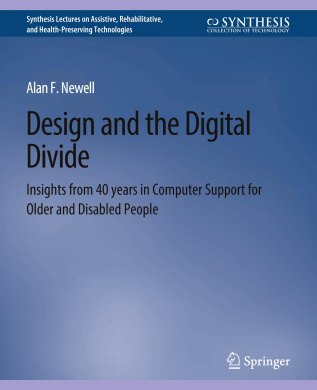 Synthesis Lectures on Assistive, Rehabilitative,
and Health-Preserving Technologies
SYNTHESIS
COLLECTION OF TECHNOLOGY
Alan F. Newell
Design and the Digital
Divide
Insights from 40 years in Computer Support for
Older and Disabled People
Springer